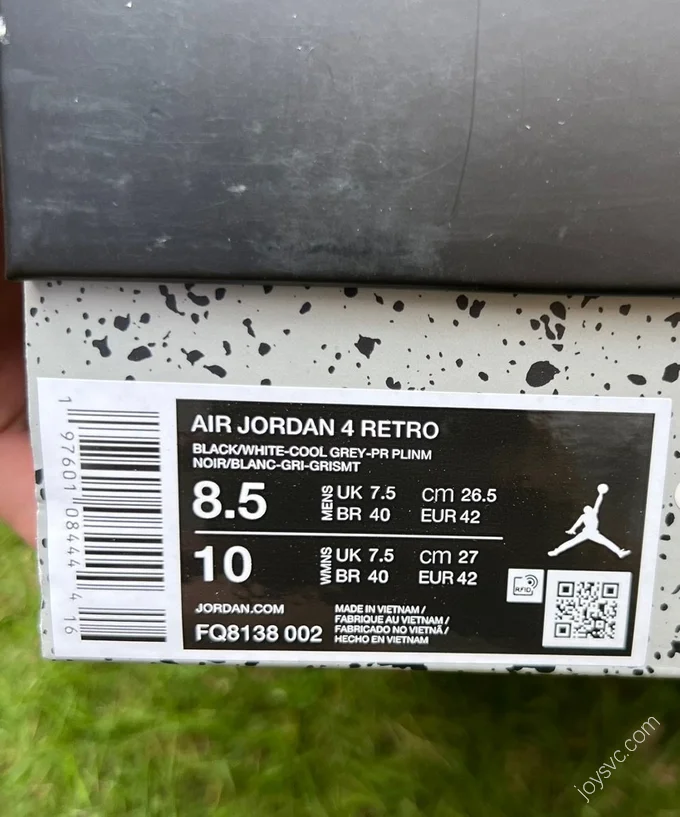 AIR JORDAN 4 RETRO
BLACK/WHITE-COOL GREY-PR PLINM
NOIR/BLANC-GRI-GRISMT
8.5 MENS UK 7.5 cm 26.5
BR 40 EUR 42
10 WMNS UK 7.5 cm 27
BR 40 EUR 42
JORDAN.COM
FQ8138 002
MADE IN VIETNAM /
FABRIQUE AU VIETNAM /
FABRICADO NO VIETNÃ /
HECHO EN VIETNAM
RFID
1 97601 08444 4 16
joysvc.com